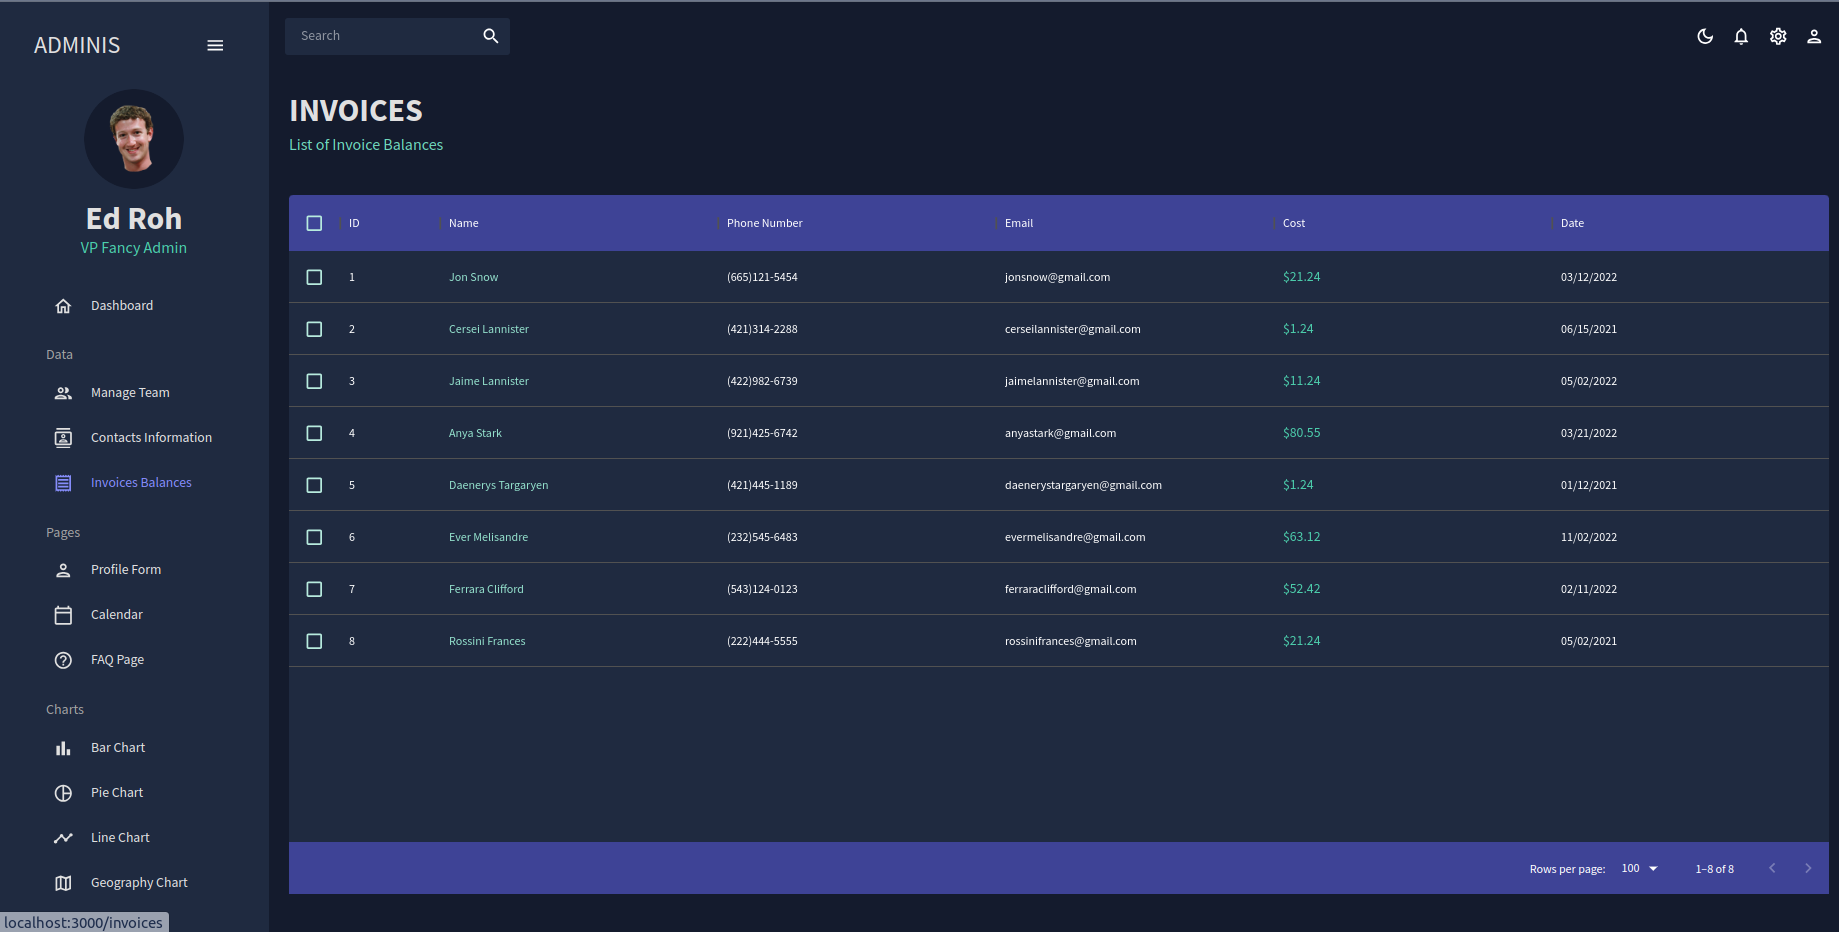 ADMINIS
Search
Ed Roh
VP Fancy Admin
Dashboard
Data
Manage Team
Contacts Information
Invoices Balances
Pages
Profile Form
Calendar
FAQ Page
Charts
Bar Chart
Pie Chart
Line Chart
Geography Chart
localhost:3000/invoices
INVOICES
List of Invoice Balances
ID Name Phone Number Email Cost Date
1 Jon Snow (665)121-5454 jonsnow@gmail.com $21.24 03/12/2022
2 Cersei Lannister (421)314-2288 cerseilannister@gmail.com $1.24 06/15/2021
3 Jaime Lannister (422)982-6739 jaimelannister@gmail.com $11.24 05/02/2022
4 Anya Stark (921)425-6742 anyastark@gmail.com $80.55 03/21/2022
5 Daenerys Targaryen (421)445-1189 daenerystargaryen@gmail.com $1.24 01/12/2021
6 Ever Melisandre (232)545-6483 evermelisandre@gmail.com $63.12 11/02/2022
7 Ferrara Clifford (543)124-0123 ferraraclifford@gmail.com $52.42 02/11/2022
8 Rossini Frances (222)444-5555 rossinifrances@gmail.com $21.24 05/02/2021
Rows per page: 100 1–8 of 8